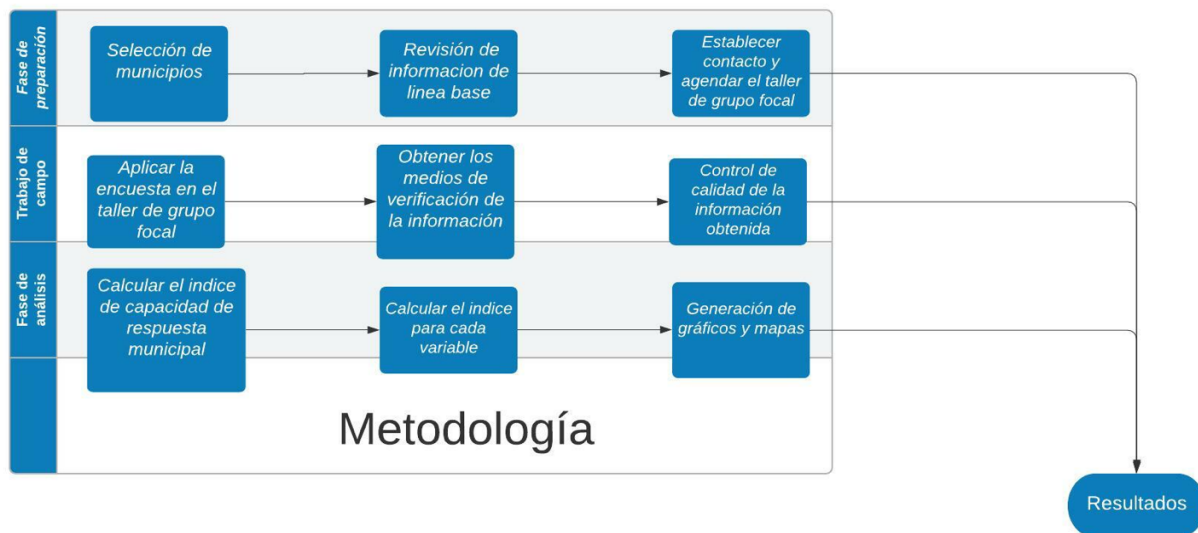 Fase de
preparación
Selección de
municipios
Revisión de
informacion de
linea base
Establecer
contacto y
agendar el taller
de grupo focal
Trabajo de
campo
Aplicar la
encuesta en el
taller de grupo
focal
Obtener los
medios de
verificación de
la información
Control de
calidad de la
información
obtenida
Fase de
análisis
Calcular el indice
de capacidad de
respuesta
municipal
Calcular el indice
para cada
variable
Generación de
gráficos y mapas
Metodología
Resultados